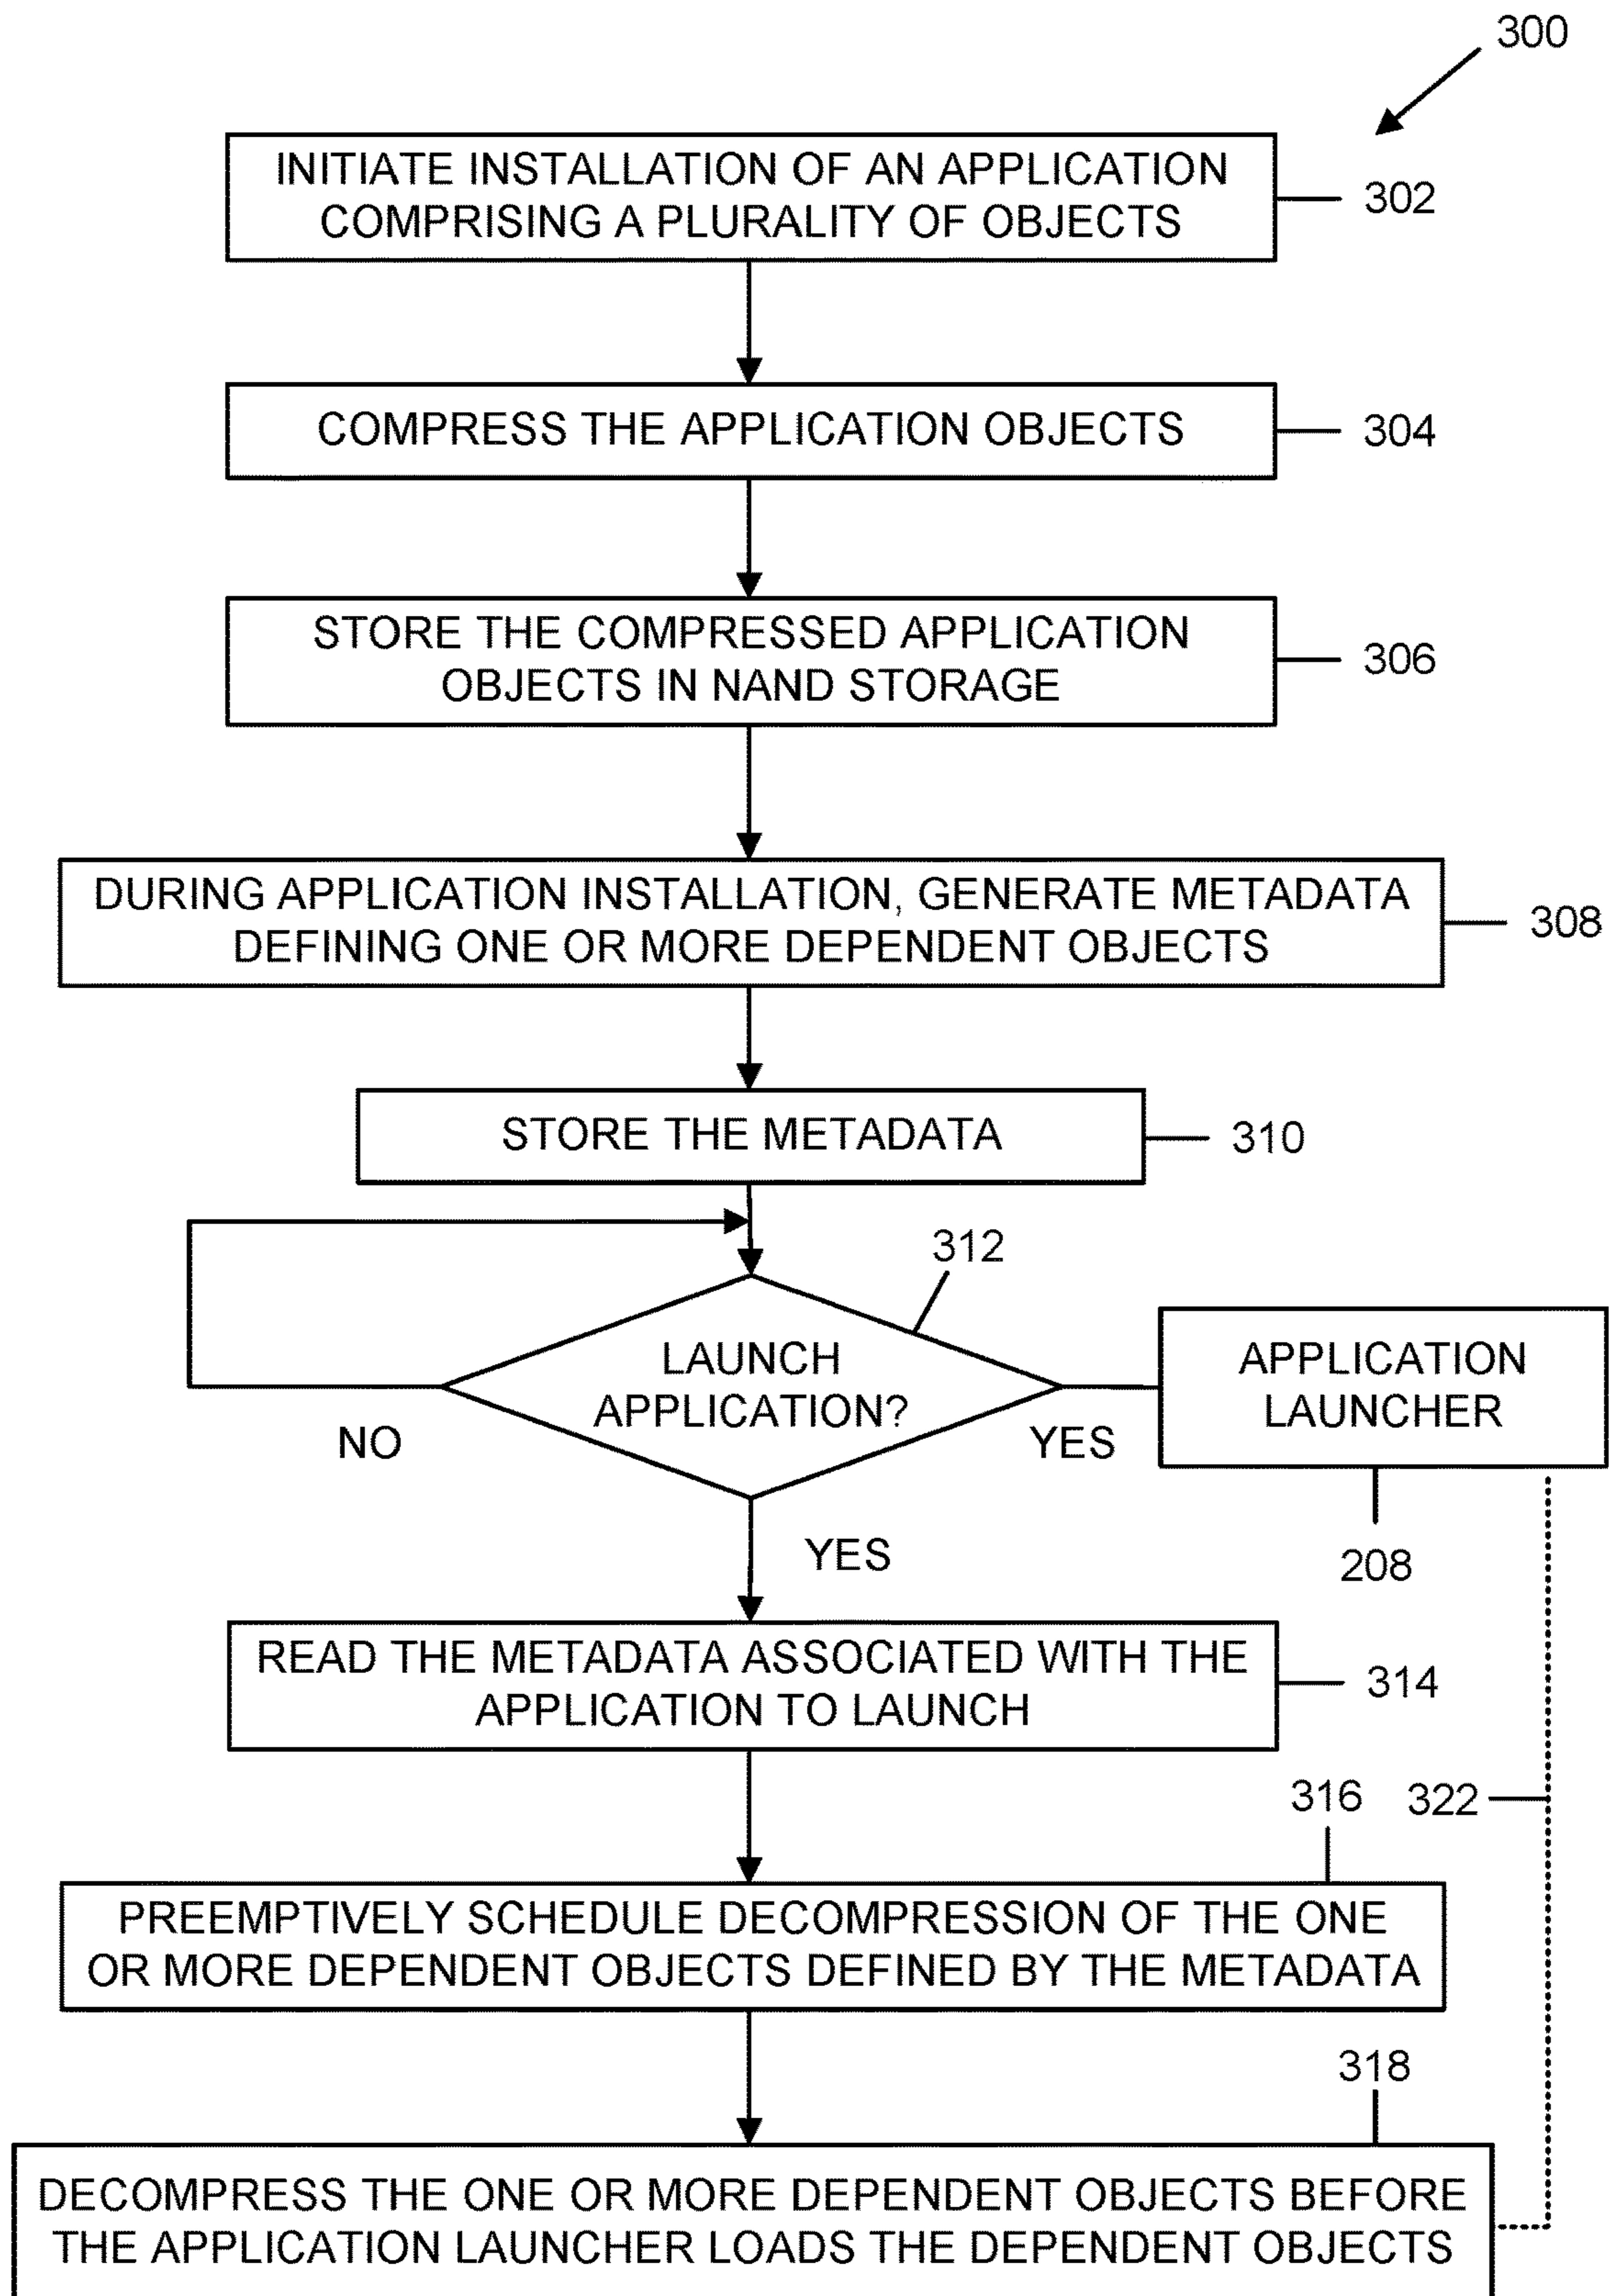 300
INITIATE INSTALLATION OF AN APPLICATION
COMPRISING A PLURALITY OF OBJECTS
302
COMPRESS THE APPLICATION OBJECTS
304
STORE THE COMPRESSED APPLICATION
OBJECTS IN NAND STORAGE
306
DURING APPLICATION INSTALLATION, GENERATE METADATA
DEFINING ONE OR MORE DEPENDENT OBJECTS
308
STORE THE METADATA
310
312
LAUNCH
APPLICATION?
NO
YES
APPLICATION
LAUNCHER
208
YES
READ THE METADATA ASSOCIATED WITH THE
APPLICATION TO LAUNCH
314
316
322
PREEMPTIVELY SCHEDULE DECOMPRESSION OF THE ONE
OR MORE DEPENDENT OBJECTS DEFINED BY THE METADATA
318
DECOMPRESS THE ONE OR MORE DEPENDENT OBJECTS BEFORE
THE APPLICATION LAUNCHER LOADS THE DEPENDENT OBJECTS